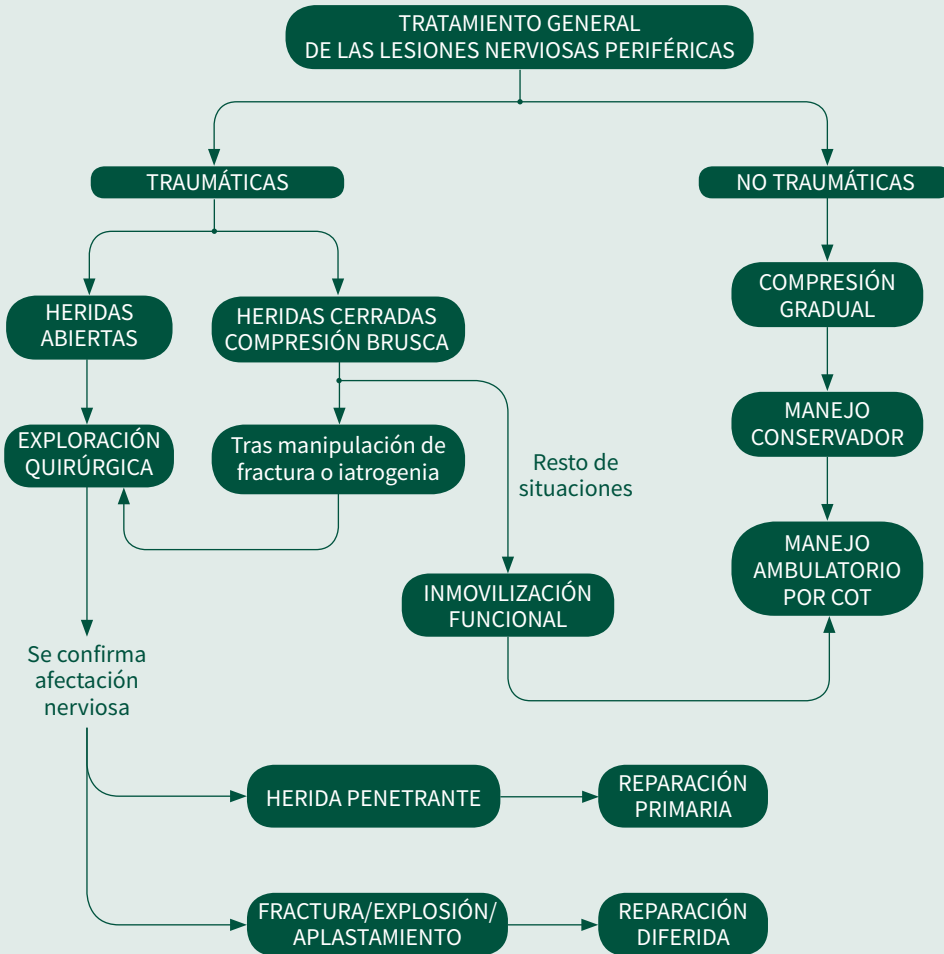 TRATAMIENTO GENERAL
DE LAS LESIONES NERVIOSAS PERIFÉRICAS
TRAUMÁTICAS
NO TRAUMÁTICAS
HERIDAS
ABIERTAS
HERIDAS CERRADAS
COMPRESIÓN BRUSCA
COMPRESIÓN
GRADUAL
EXPLORACIÓN
QUIRÚRGICA
Tras manipulación de
fractura o iatrogenia
Resto de
situaciones
MANEJO
CONSERVADOR
INMOVILIZACIÓN
FUNCIONAL
MANEJO
AMBULATORIO
POR COT
Se confirma
afectación
nerviosa
HERIDA PENETRANTE
REPARACIÓN
PRIMARIA
FRACTURA/EXPLOSIÓN/
APLASTAMIENTO
REPARACIÓN
DIFERIDA